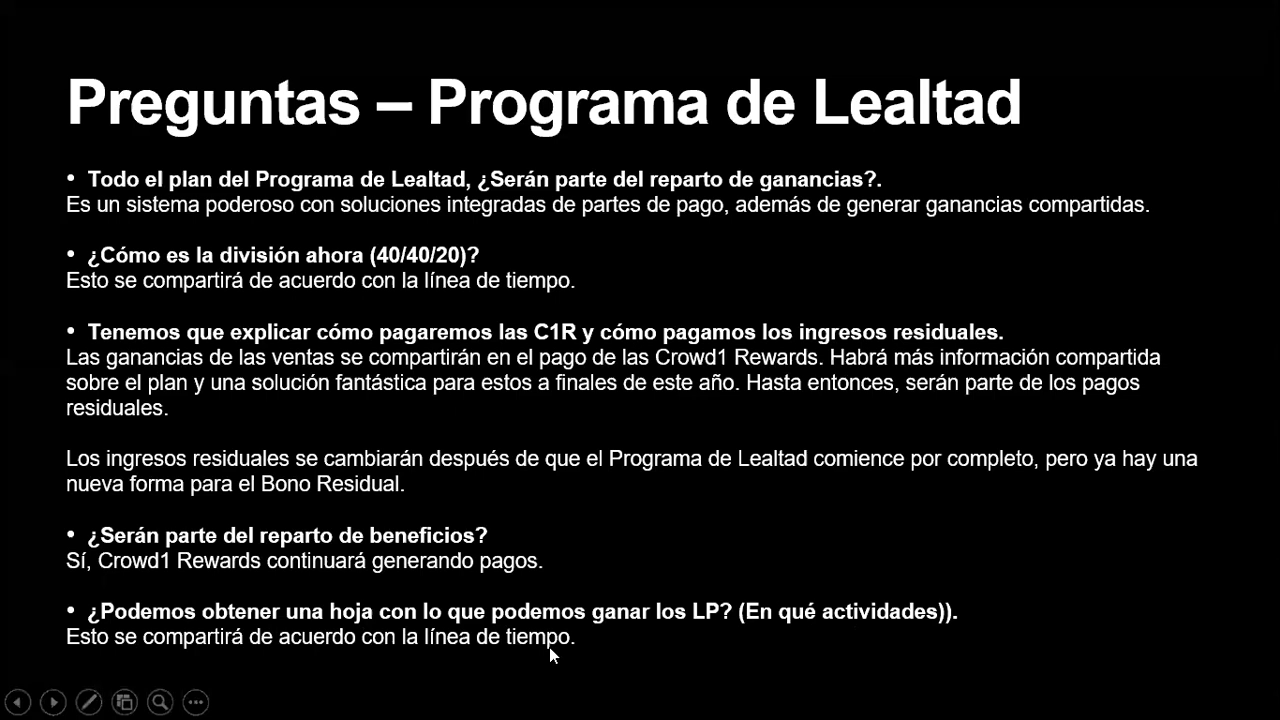 Preguntas – Programa de Lealtad
• Todo el plan del Programa de Lealtad, ¿Serán parte del reparto de ganancias?.
Es un sistema poderoso con soluciones integradas de partes de pago, además de generar ganancias compartidas.
• ¿Cómo es la división ahora (40/40/20)?
Esto se compartirá de acuerdo con la línea de tiempo.
• Tenemos que explicar cómo pagaremos las C1R y cómo pagamos los ingresos residuales.
Las ganancias de las ventas se compartirán en el pago de las Crowd1 Rewards. Habrá más información compartida
sobre el plan y una solución fantástica para estos a finales de este año. Hasta entonces, serán parte de los pagos
residuales.
Los ingresos residuales se cambiarán después de que el Programa de Lealtad comience por completo, pero ya hay una
nueva forma para el Bono Residual.
• ¿Serán parte del reparto de beneficios?
Sí, Crowd1 Rewards continuará generando pagos.
• ¿Podemos obtener una hoja con lo que podemos ganar los LP? (En qué actividades)).
Esto se compartirá de acuerdo con la línea de tiempo.